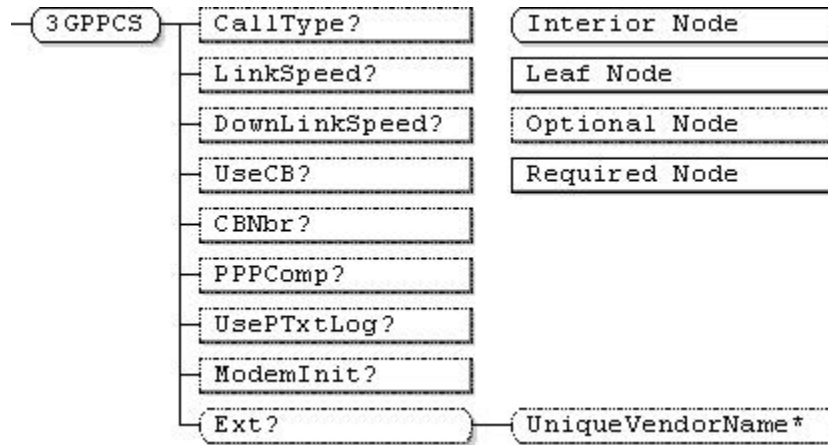 3GPPCS
CallType?
Interior Node
LinkSpeed?
Leaf Node
DownLinkSpeed?
Optional Node
UseCB?
Required Node
CBNbr?
PPPComp?
UsePTxtLog?
ModemInit?
Ext?
UniqueVendorName*